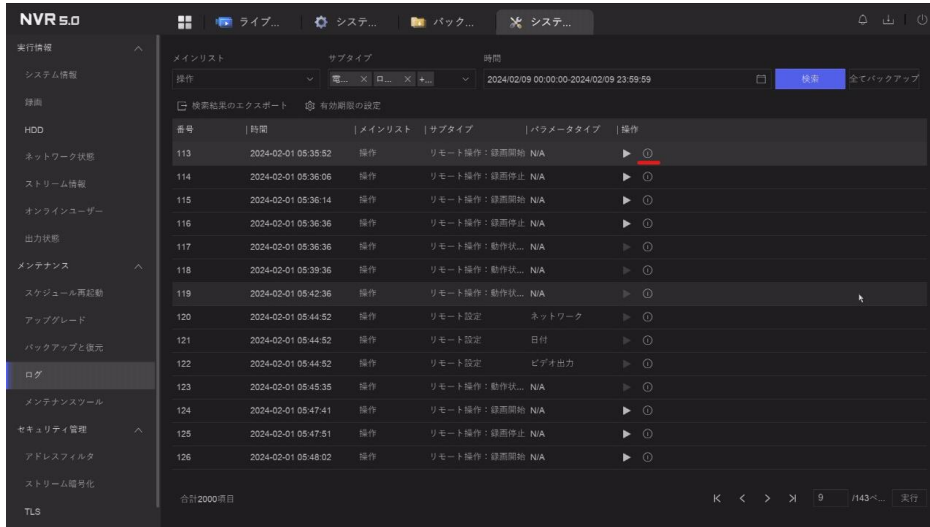 NVR 5.0
ライブ... システ... バック... システ...
実行情報
システム情報
録画
HDD
ネットワーク状態
ストリーム情報
オンラインユーザー
出力状態
メンテナンス
スケジュール再起動
アップグレード
バックアップと復元
ログ
メンテナンスツール
セキュリティ管理
アドレスフィルタ
ストリーム暗号化
TLS
メインリスト サブタイプ 時間
操作 電... × ロ... × +... 2024/02/09 00:00:00-2024/02/09 23:59:59 検索 全てバックアップ
検索結果のエクスポート 有効期限の設定
番号 | 時間 | メインリスト | サブタイプ | パラメータタイプ | 操作
113 2024-02-01 05:35:52 操作 リモート操作：録画開始 N/A
114 2024-02-01 05:36:06 操作 リモート操作：録画停止 N/A
115 2024-02-01 05:36:14 操作 リモート操作：録画開始 N/A
116 2024-02-01 05:36:36 操作 リモート操作：録画停止 N/A
117 2024-02-01 05:36:36 操作 リモート操作：動作状... N/A
118 2024-02-01 05:39:36 操作 リモート操作：動作状... N/A
119 2024-02-01 05:42:36 操作 リモート操作：動作状... N/A
120 2024-02-01 05:44:52 操作 リモート設定 ネットワーク
121 2024-02-01 05:44:52 操作 リモート設定 日付
122 2024-02-01 05:44:52 操作 リモート設定 ビデオ出力
123 2024-02-01 05:45:35 操作 リモート操作：動作状... N/A
124 2024-02-01 05:47:41 操作 リモート操作：録画開始 N/A
125 2024-02-01 05:47:51 操作 リモート操作：録画停止 N/A
126 2024-02-01 05:48:02 操作 リモート操作：録画開始 N/A
合計2000項目 9 /143ペ... 実行